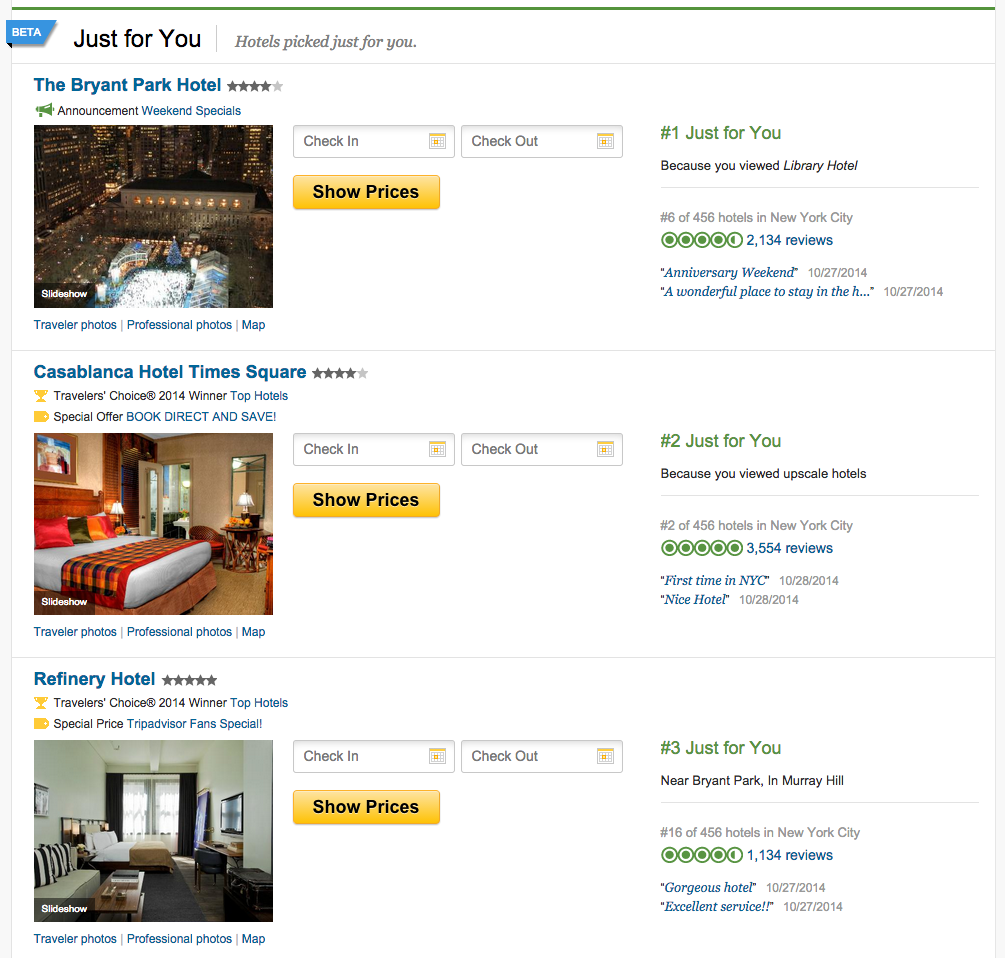 BETA
Just for You
Hotels picked just for you.
The Bryant Park Hotel
Announcement Weekend Specials
Check In
Check Out
Show Prices
Slideshow
Traveler photos | Professional photos | Map
#1 Just for You
Because you viewed Library Hotel
#6 of 456 hotels in New York City
2,134 reviews
"Anniversary Weekend" 10/27/2014
"A wonderful place to stay in the h..." 10/27/2014
Casablanca Hotel Times Square
Travelers' Choice® 2014 Winner Top Hotels
Special Offer BOOK DIRECT AND SAVE!
Check In
Check Out
Show Prices
Slideshow
Traveler photos | Professional photos | Map
#2 Just for You
Because you viewed upscale hotels
#2 of 456 hotels in New York City
3,554 reviews
"First time in NYC" 10/28/2014
"Nice Hotel" 10/28/2014
Refinery Hotel
Travelers' Choice® 2014 Winner Top Hotels
Special Price Tripadvisor Fans Special!
Check In
Check Out
Show Prices
Slideshow
Traveler photos | Professional photos | Map
#3 Just for You
Near Bryant Park, In Murray Hill
#16 of 456 hotels in New York City
1,134 reviews
"Gorgeous hotel" 10/27/2014
"Excellent service!!" 10/27/2014